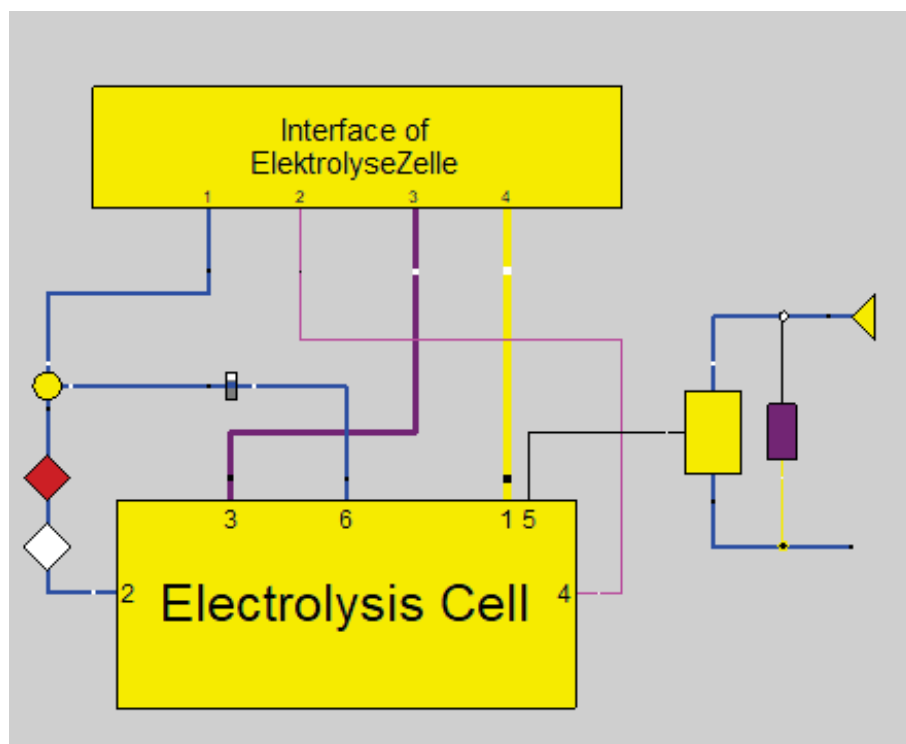 Interface of
ElektrolyseZelle
1 2 3 4
3 6 1 5
2 Electrolysis Cell 4